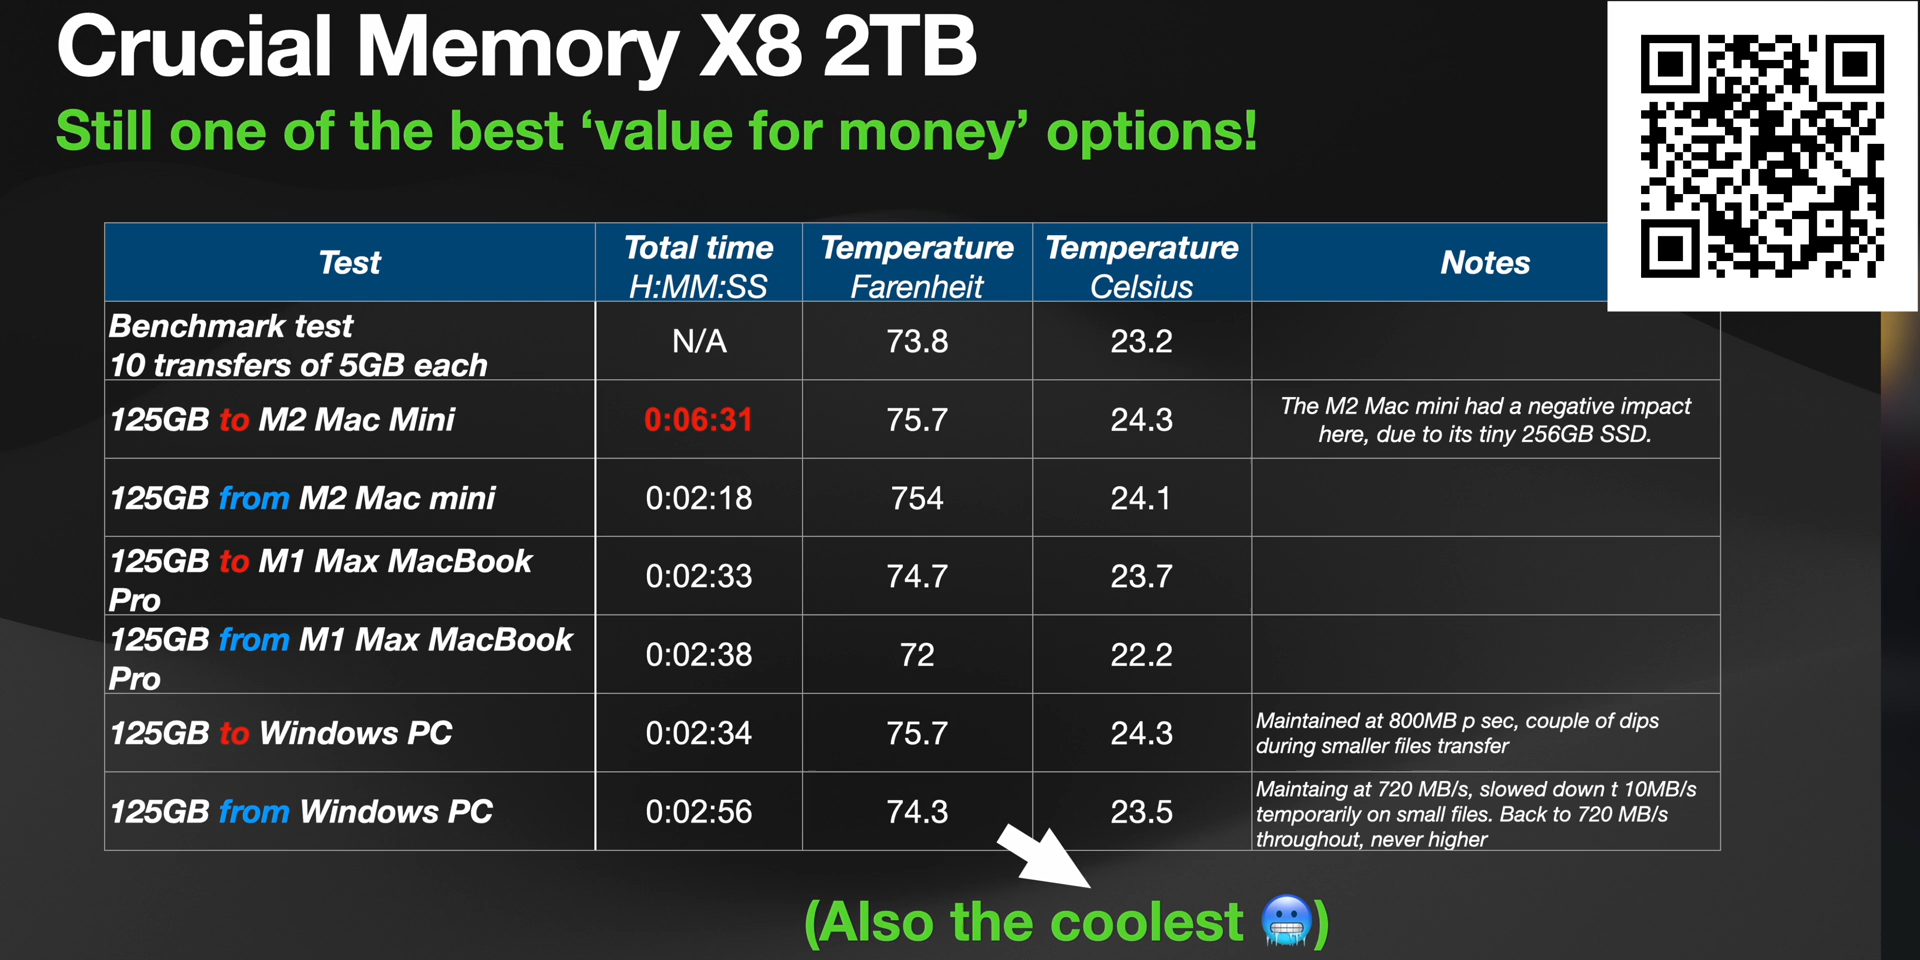 Crucial Memory X8 2TB
Still one of the best ‘value for money’ options!
Test
Total time
H:MM:SS
Temperature
Farenheit
Temperature
Celsius
Notes
Benchmark test
10 transfers of 5GB each
N/A
73.8
23.2
125GB to M2 Mac Mini
0:06:31
75.7
24.3
The M2 Mac mini had a negative impact
here, due to its tiny 256GB SSD.
125GB from M2 Mac mini
0:02:18
754
24.1
125GB to M1 Max MacBook
Pro
0:02:33
74.7
23.7
125GB from M1 Max MacBook
Pro
0:02:38
72
22.2
125GB to Windows PC
0:02:34
75.7
24.3
Maintained at 800MB p sec, couple of dips
during smaller files transfer
125GB from Windows PC
0:02:56
74.3
23.5
Maintaing at 720 MB/s, slowed down t 10MB/s
temporarily on small files. Back to 720 MB/s
throughout, never higher
(Also the coolest 🥶)